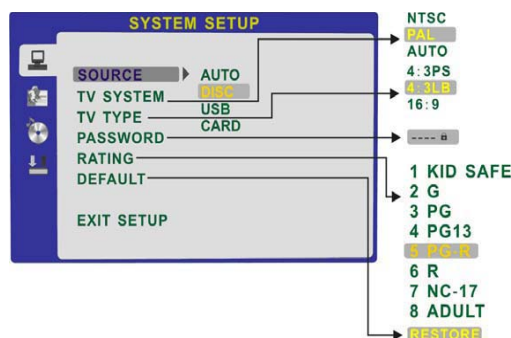 SYSTEM SETUP
SOURCE
TV SYSTEM
TV TYPE
PASSWORD
RATING
DEFAULT
EXIT SETUP
AUTO
DISC
USB
CARD
NTSC
PAL
AUTO
4:3PS
4:3LB
16:9
----
1 KID SAFE
2 G
3 PG
4 PG13
5 PG-R
6 R
7 NC-17
8 ADULT
RESTORE